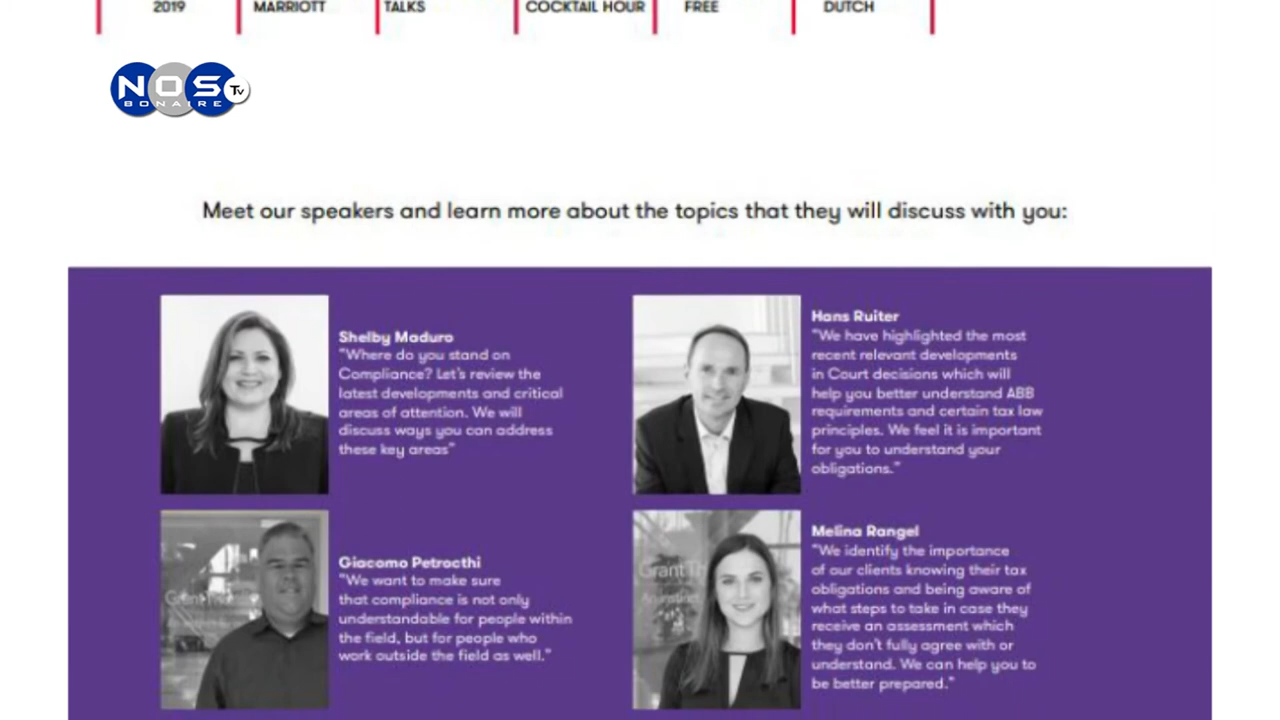 2019 MARRIOTT TALKS COCKTAIL HOUR FREE DUTCH
NOS TV
BONAIRE
Meet our speakers and learn more about the topics that they will discuss with you:
Shelby Maduro
"Where do you stand on
Compliance? Let's review the
latest developments and critical
areas of attention. We will
discuss ways you can address
these key areas"
Hans Ruiter
"We have highlighted the most
recent relevant developments
in Court decisions which will
help you better understand ABB
requirements and certain tax law
principles. We feel it is important
for you to understand your
obligations."
Giacomo Petrocthi
"We want to make sure
that compliance is not only
understandable for people within
the field, but for people who
work outside the field as well."
Grant Th
Melina Rangel
"We identify the importance
of our clients knowing their tax
obligations and being aware of
what steps to take in case they
receive an assessment which
they don't fully agree with or
understand. We can help you to
be better prepared."